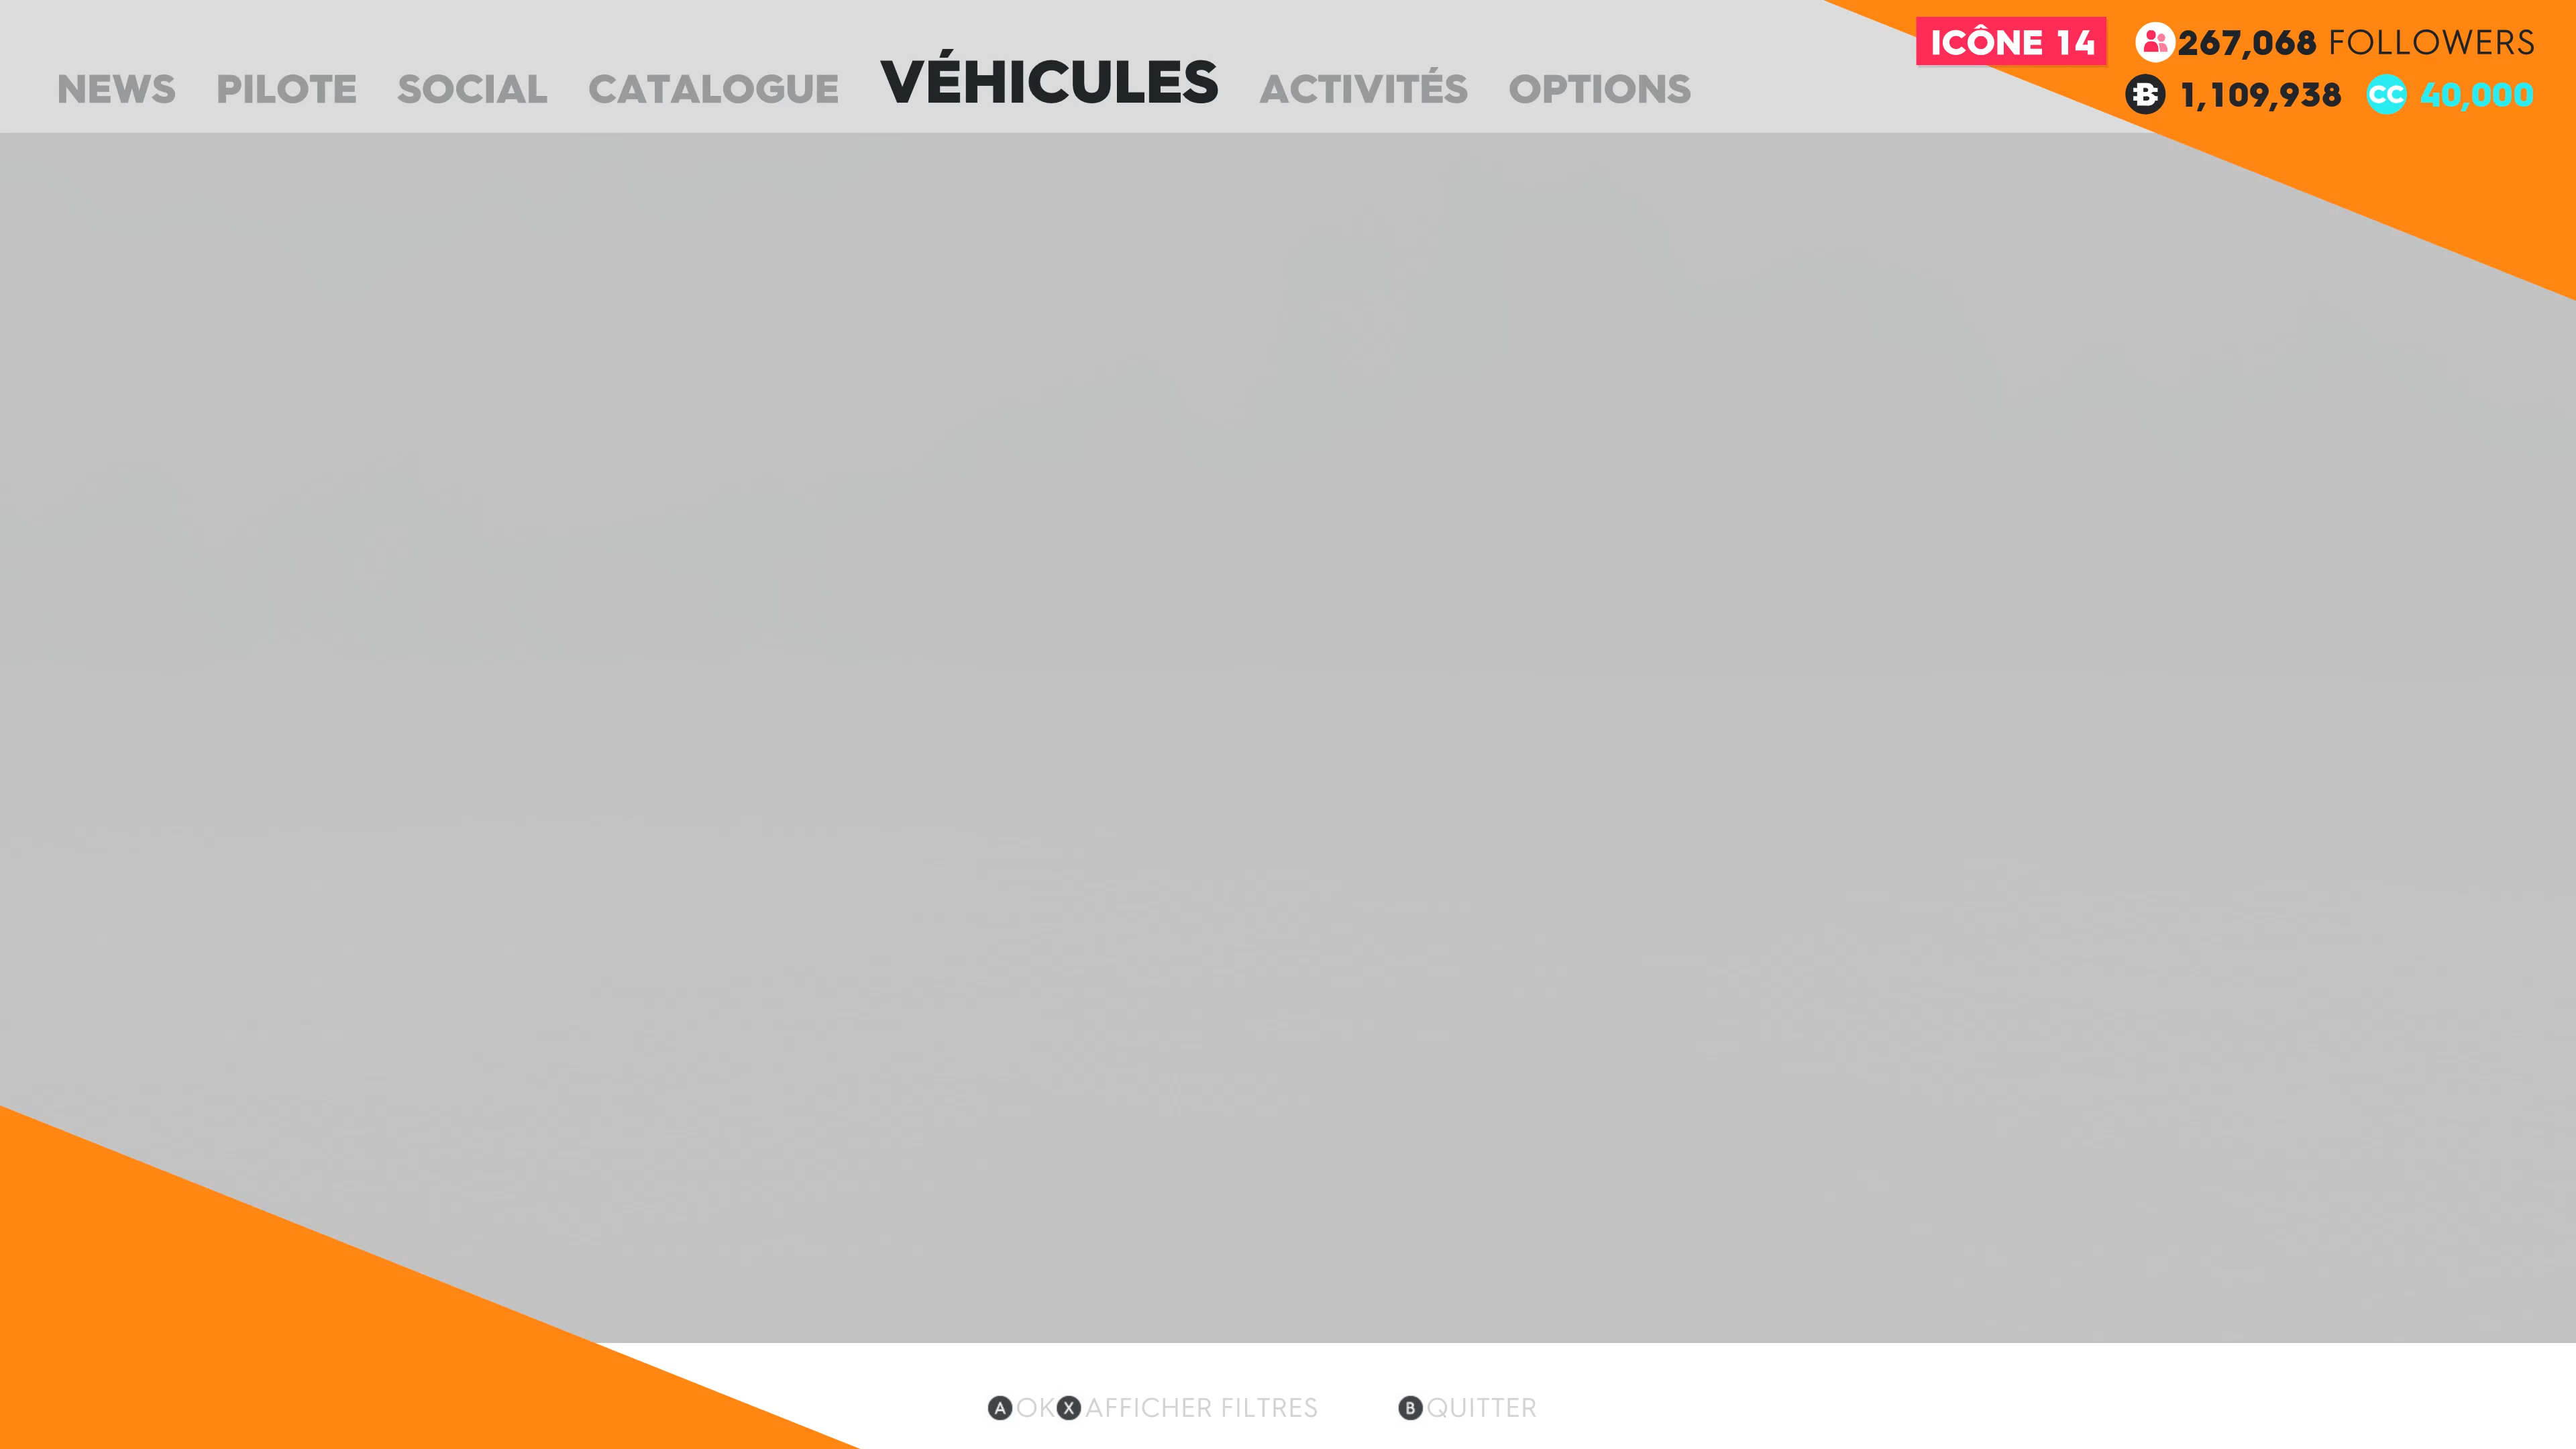 NEWS PILOTE SOCIAL CATALOGUE VÉHICULES ACTIVITÉS OPTIONS
ICÔNE 14 267,068 FOLLOWERS
B 1,109,938 CC 40,000
A OK X AFFICHER FILTRES B QUITTER